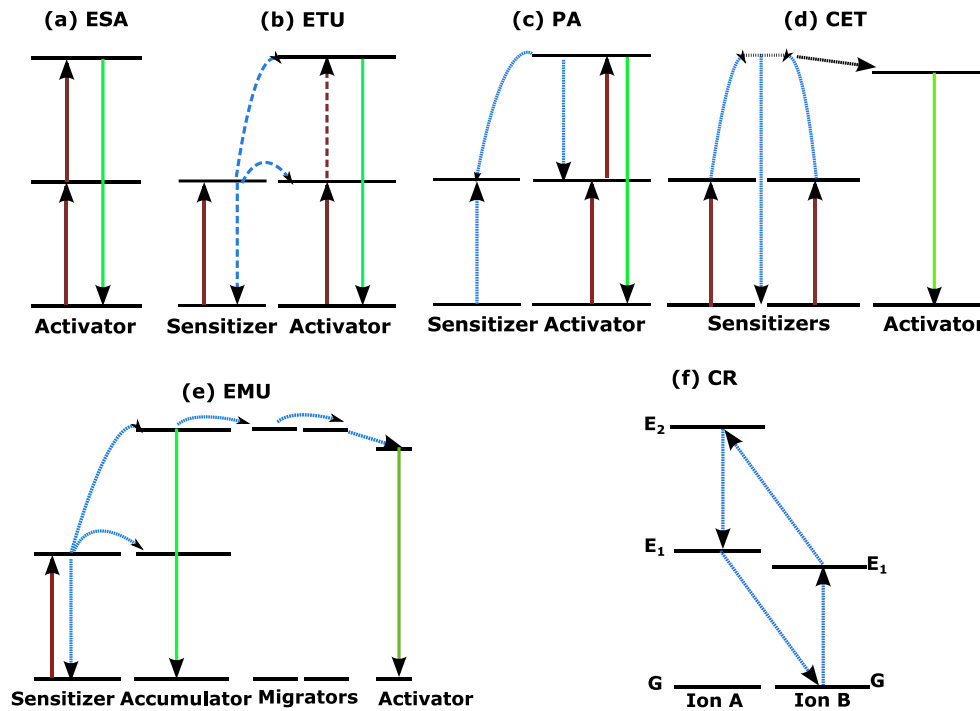 (a) ESA
(b) ETU
(c) PA
(d) CET
Activator
Sensitizer Activator
Sensitizer Activator
Sensitizers
Activator
(e) EMU
(f) CR
E2
E1
E1
G
G
Ion A
Ion B
Sensitizer Accumulator Migrators Activator